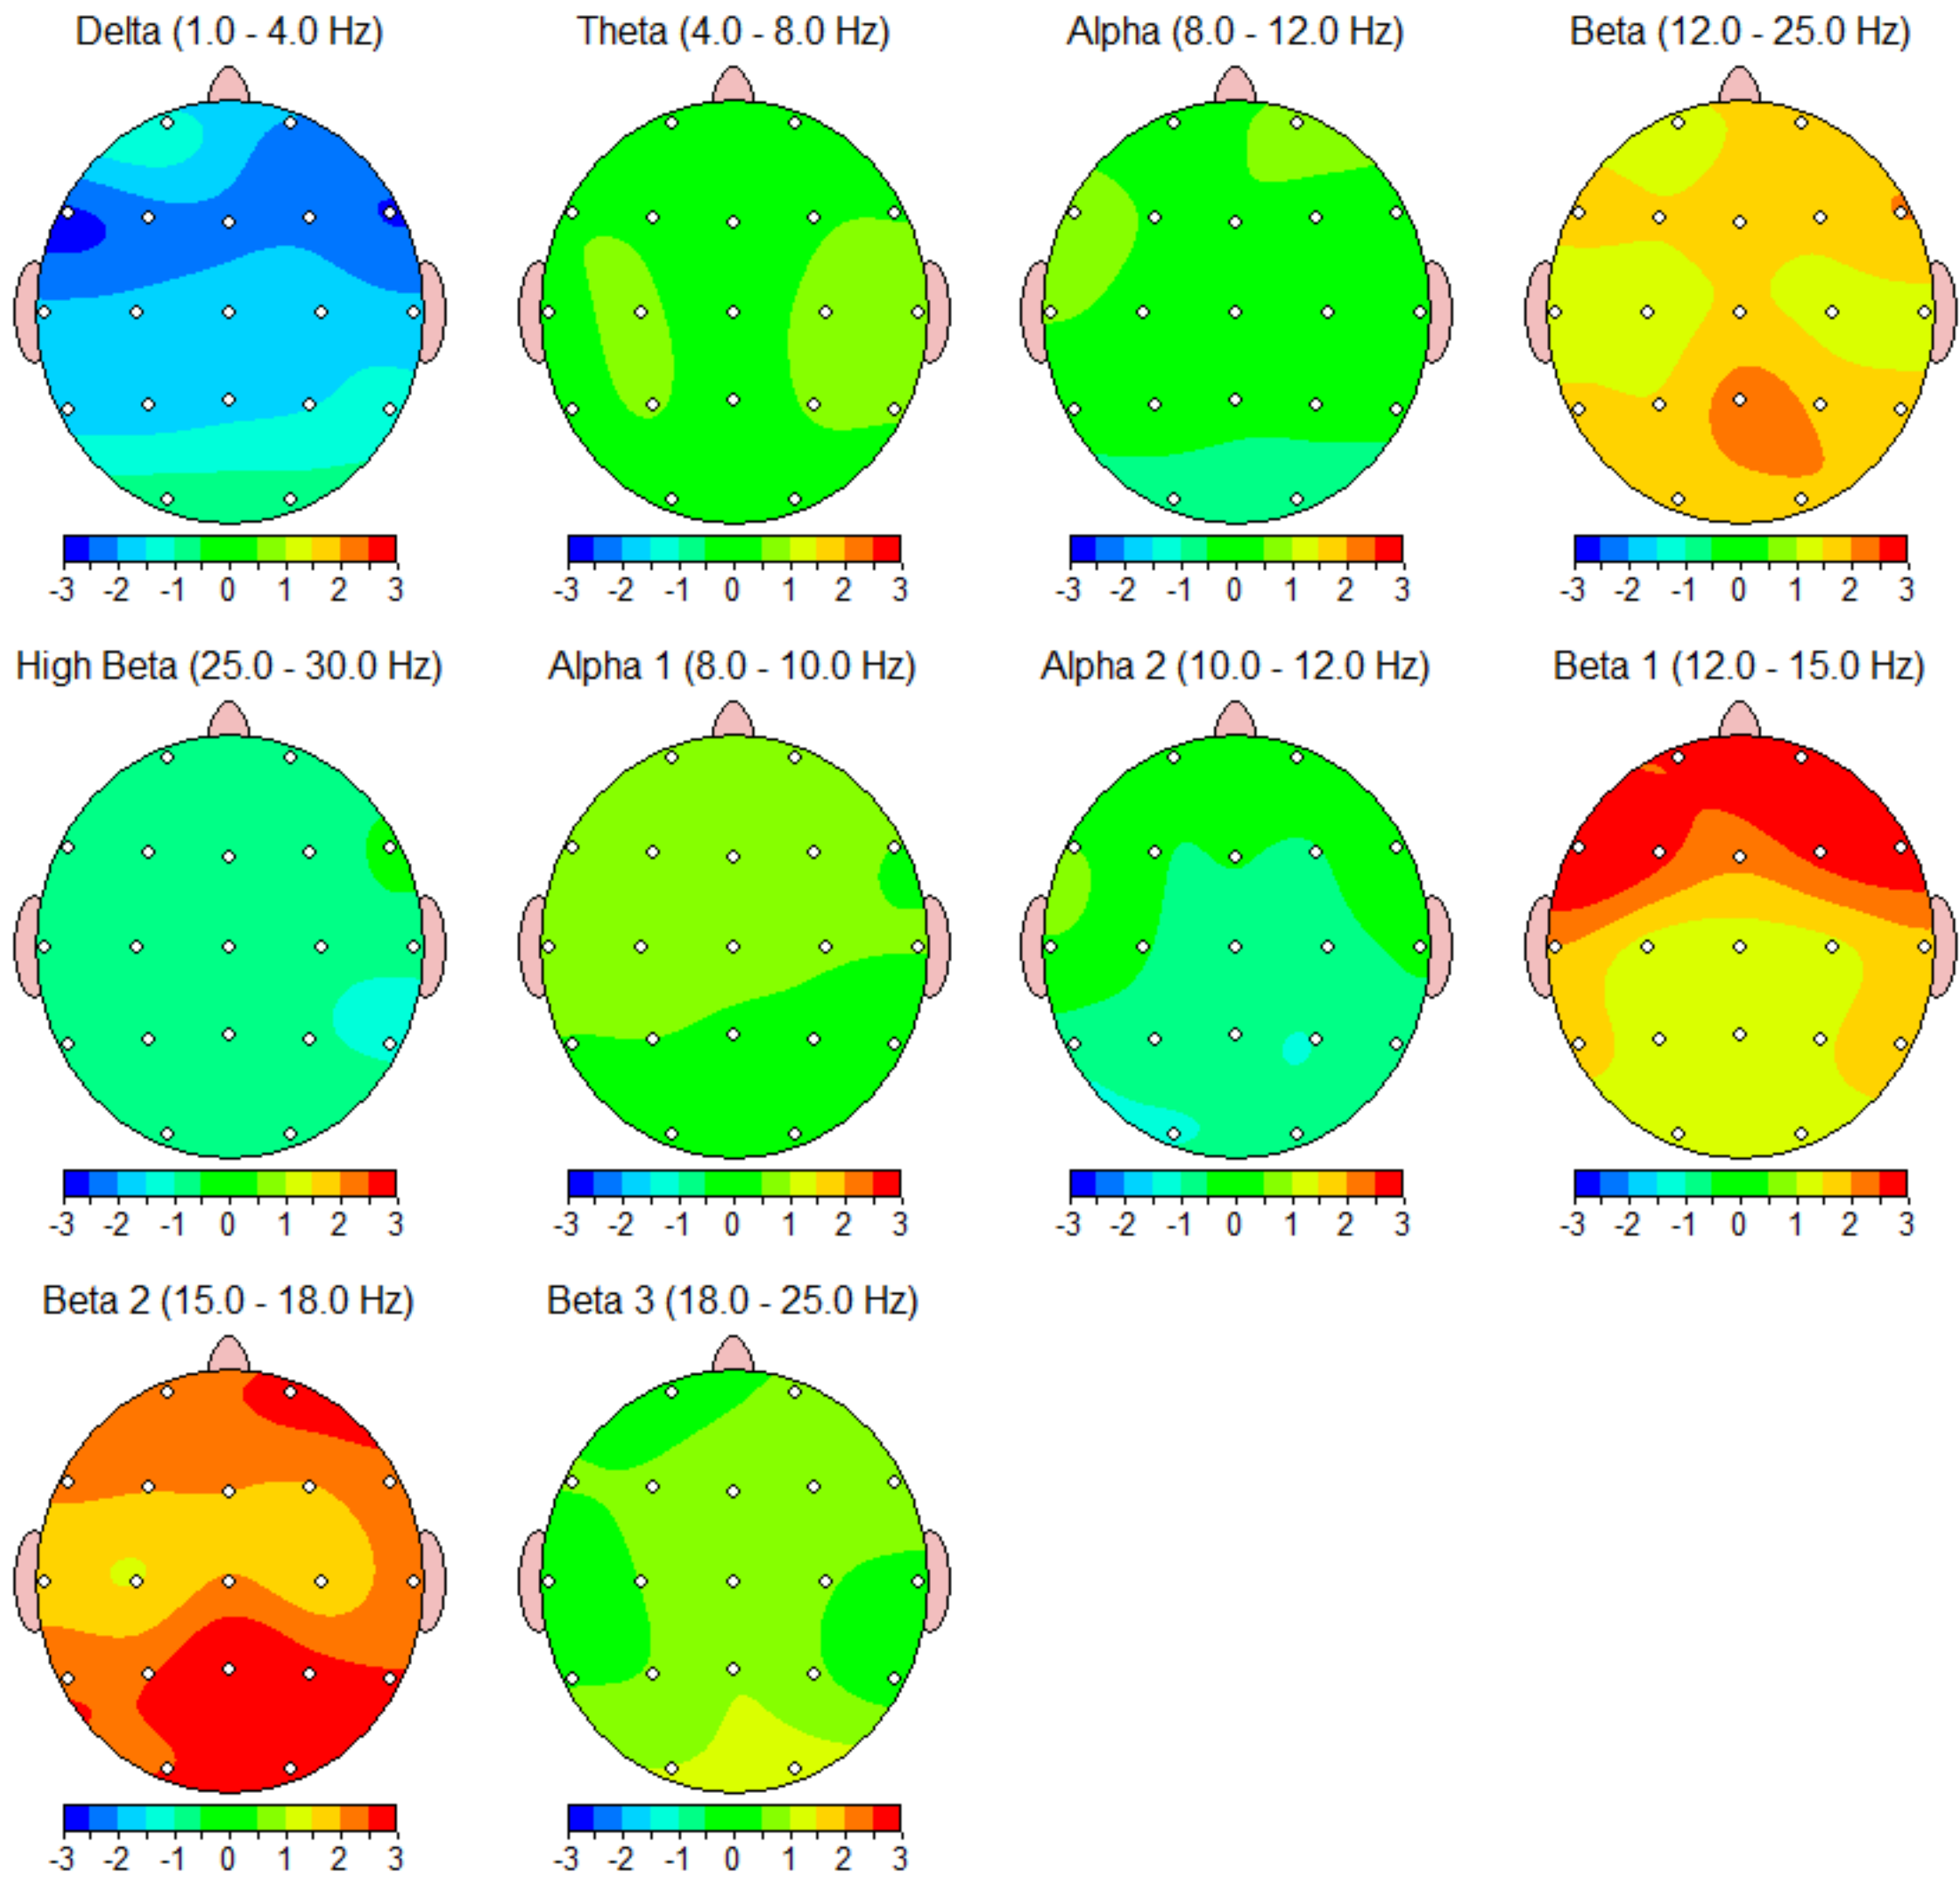 Delta (1.0 - 4.0 Hz)
Theta (4.0 - 8.0 Hz)
Alpha (8.0 - 12.0 Hz)
Beta (12.0 - 25.0 Hz)
-3 -2 -1 0 1 2 3
-3 -2 -1 0 1 2 3
-3 -2 -1 0 1 2 3
-3 -2 -1 0 1 2 3
High Beta (25.0 - 30.0 Hz)
Alpha 1 (8.0 - 10.0 Hz)
Alpha 2 (10.0 - 12.0 Hz)
Beta 1 (12.0 - 15.0 Hz)
-3 -2 -1 0 1 2 3
-3 -2 -1 0 1 2 3
-3 -2 -1 0 1 2 3
-3 -2 -1 0 1 2 3
Beta 2 (15.0 - 18.0 Hz)
Beta 3 (18.0 - 25.0 Hz)
-3 -2 -1 0 1 2 3
-3 -2 -1 0 1 2 3